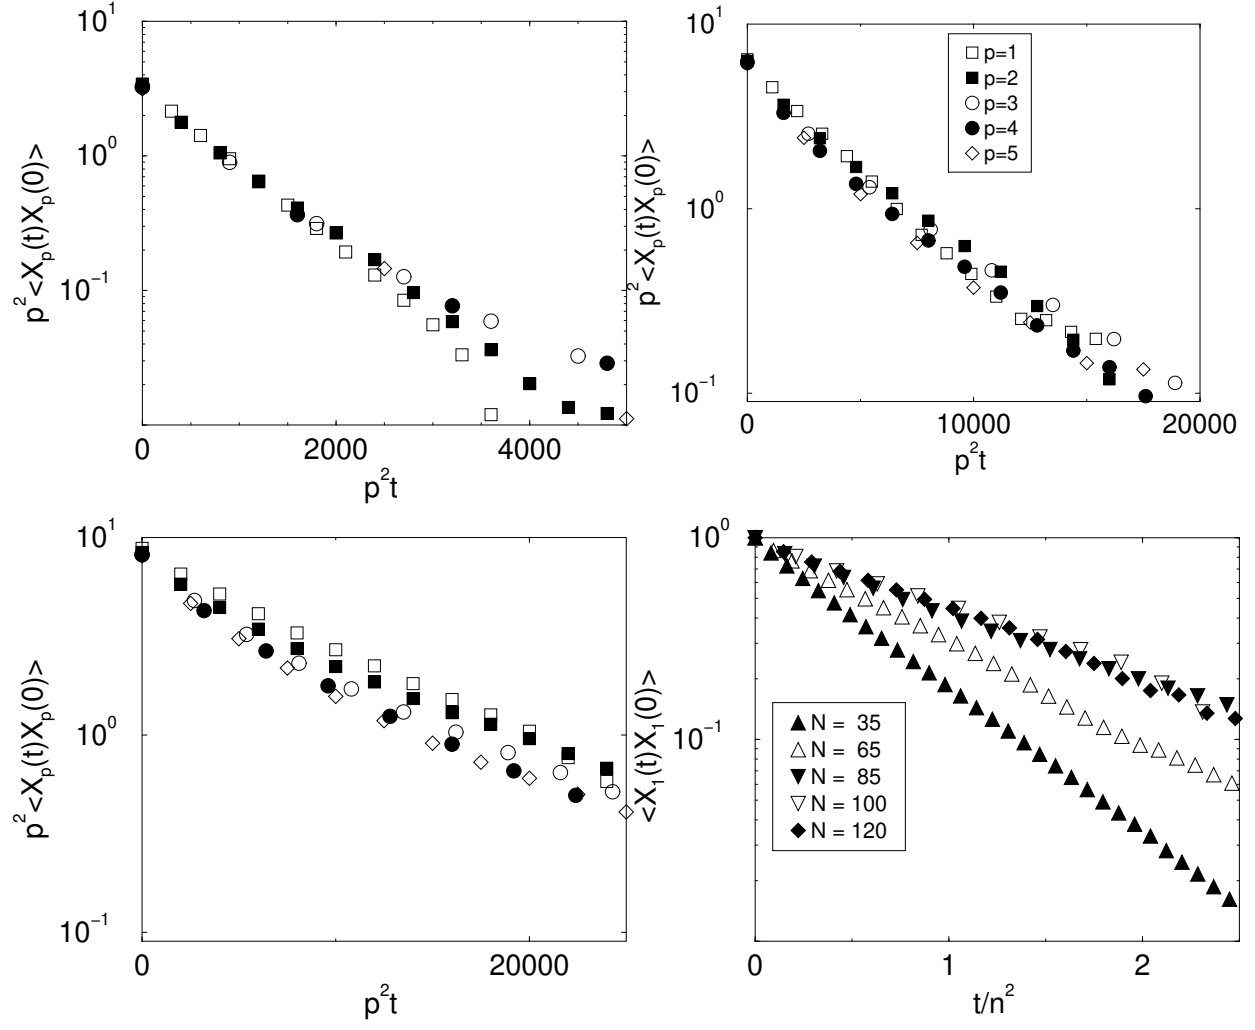 10^1
10^0
10^-1
p^2<X_p(t)X_p(0)>
0
2000
4000
p^2t
10^1
10^0
10^-1
p^2<X_p(t)X_p(0)>
p=1
p=2
p=3
p=4
p=5
0
10000
20000
p^2t
10^1
10^0
10^-1
p^2<X_p(t)X_p(0)>
0
20000
p^2t
10^0
10^-1
<X_1(t)X_1(0)>
N = 35
N = 65
N = 85
N = 100
N = 120
0
1
2
t/n^2